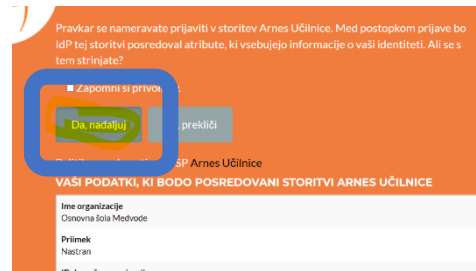 Pravkar se nameravate prijaviti v storitev Arnes Učilnice. Med postopkom prijave bo
IdP tej storitvi posredoval atribute, ki vsebujejo informacije o vaši identiteti. Ali se s
tem strinjate?
Zapomni si
Da, nadaljuj
prekliči
SP Arnes Učilnice
VAŠI PODATKI, KI BODO POSREDOVANI STORITVI ARNES UČILNICE
Ime organizacije
Osnovna šola Medvode
Priimek
Nastran